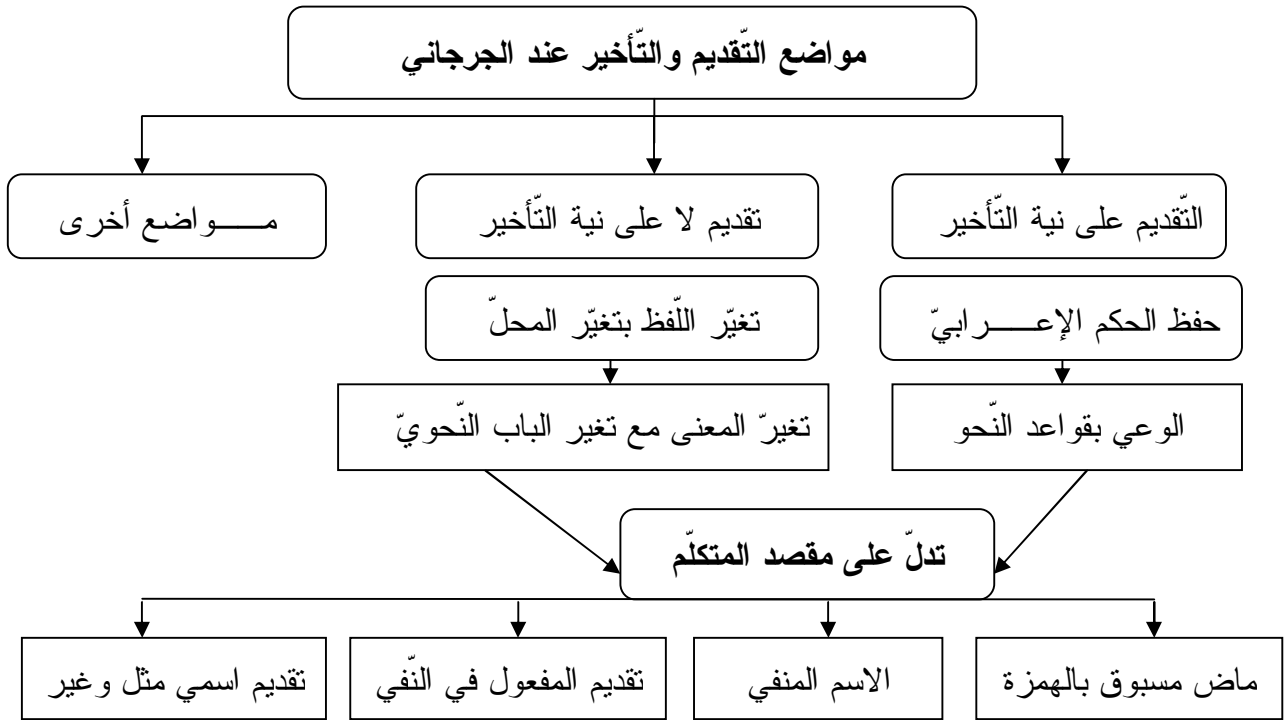 مواضع التّقديم والتّأخير عند الجرجاني
التّقديم على نية التّأخير
تقديم لا على نية التّأخير
مـــــواضع أخرى
حفظ الحكم الإعـــــرابيّ
تغيّر اللّفظ بتغيّر المحلّ
الوعي بقواعد النّحو
تغيرّ المعنى مع تغير الباب النّحويّ
تدلّ على مقصد المتكلّم
ماض مسبوق بالهمزة
الاسم المنفي
تقديم المفعول في النّفي
تقديم اسمي مثل وغير